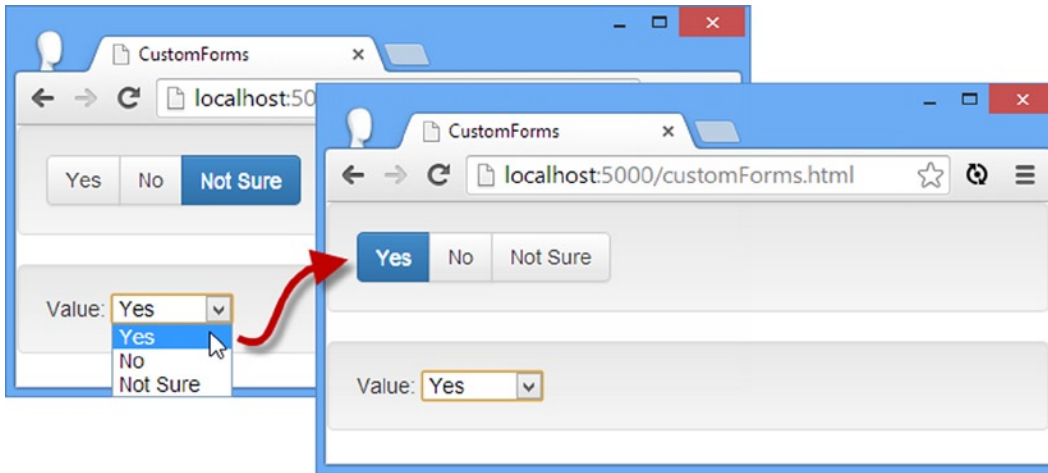 CustomForms
localhost:50
Yes No Not Sure
Value: Yes
Yes
No
Not Sure
CustomForms
localhost:5000/customForms.html
Yes No Not Sure
Value: Yes